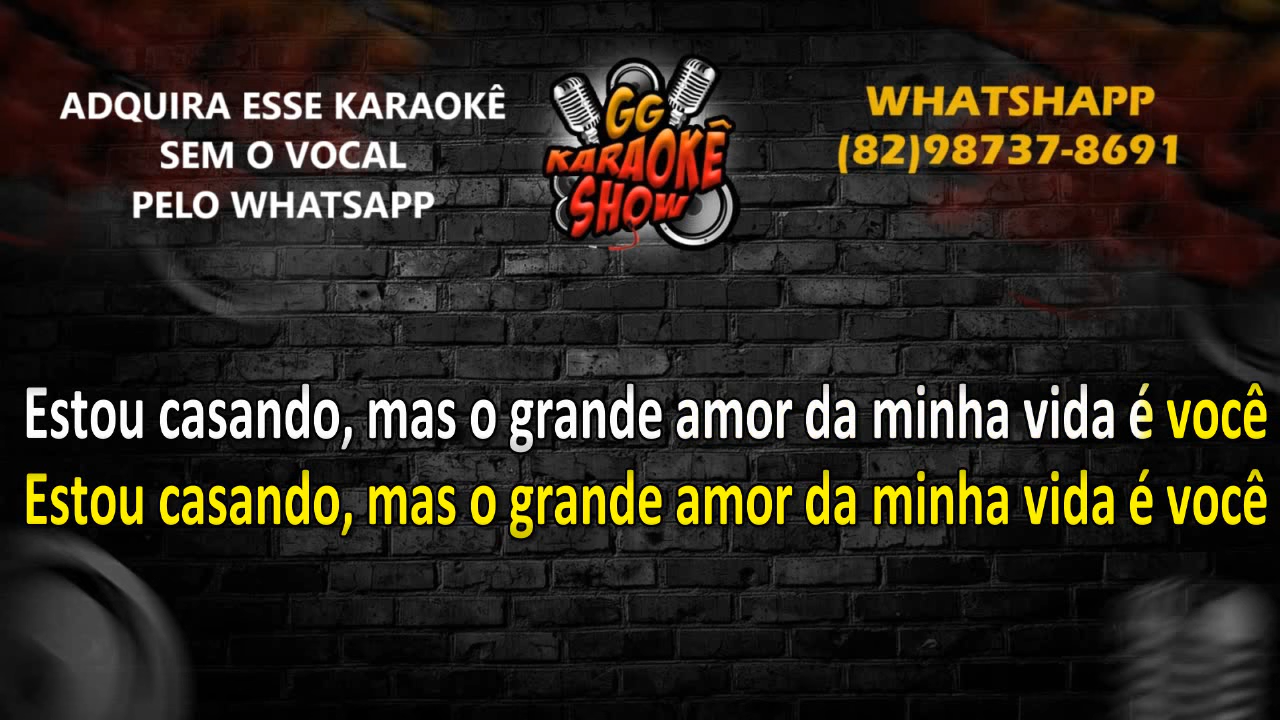 ADQUIRA ESSE KARAOKÊ
SEM O VOCAL
PELO WHATSAPP
GG
KARAOKÊ
SHOW
WHATSHAPP
(82)98737-8691
Estou casando, mas o grande amor da minha vida é você
Estou casando, mas o grande amor da minha vida é você